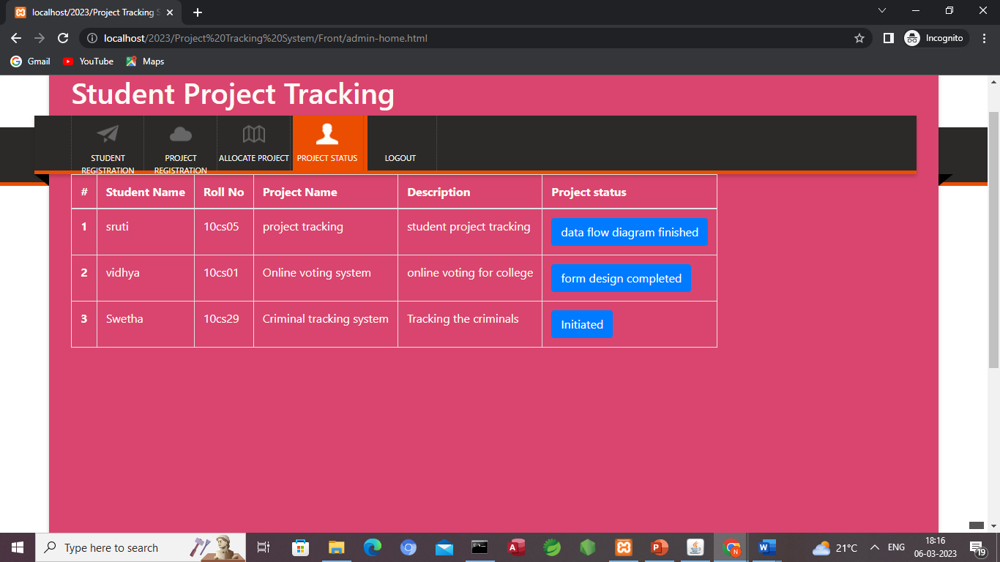 localhost/2023/Project Tracking S
localhost/2023/Project%20Tracking%20System/Front/admin-home.html
Incognito
Gmail YouTube Maps
Student Project Tracking
STUDENT REGISTRATION
PROJECT REGISTRATION
ALLOCATE PROJECT
PROJECT STATUS
LOGOUT
# Student Name Roll No Project Name Description Project status
1 sruti 10cs05 project tracking student project tracking data flow diagram finished
2 vidhya 10cs01 Online voting system online voting for college form design completed
3 Swetha 10cs29 Criminal tracking system Tracking the criminals Initiated
Type here to search
21°C
ENG
18:16
06-03-2023
19